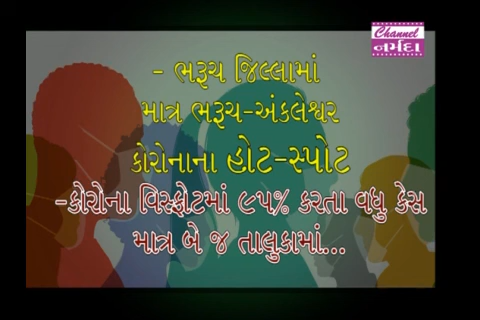 Channel
નર્મદા
- ભરૂચ જિલ્લામાં
માત્ર ભરૂચ-અંકલેશ્વર
કોરોનાના હોટ-સ્પોટ
-કોરોના વિસ્ફોટમાં ૯૫% કરતા વધુ કેસ
માત્ર બે જ તાલુકામાં...